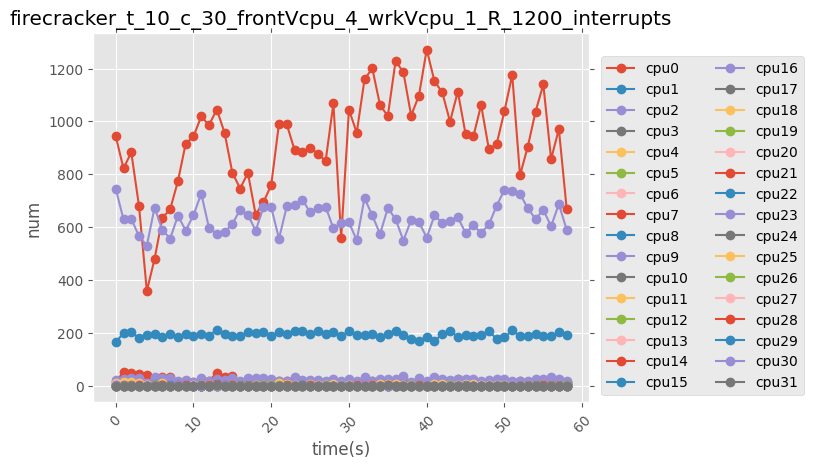 firecracker_t_10_c_30_frontVcpu_4_wrkVcpu_1_R_1200_interrupts
1200
1000
800
600
400
200
0
num
0
10
20
30
40
50
60
time(s)
cpu0
cpu1
cpu2
cpu3
cpu4
cpu5
cpu6
cpu7
cpu8
cpu9
cpu10
cpu11
cpu12
cpu13
cpu14
cpu15
cpu16
cpu17
cpu18
cpu19
cpu20
cpu21
cpu22
cpu23
cpu24
cpu25
cpu26
cpu27
cpu28
cpu29
cpu30
cpu31